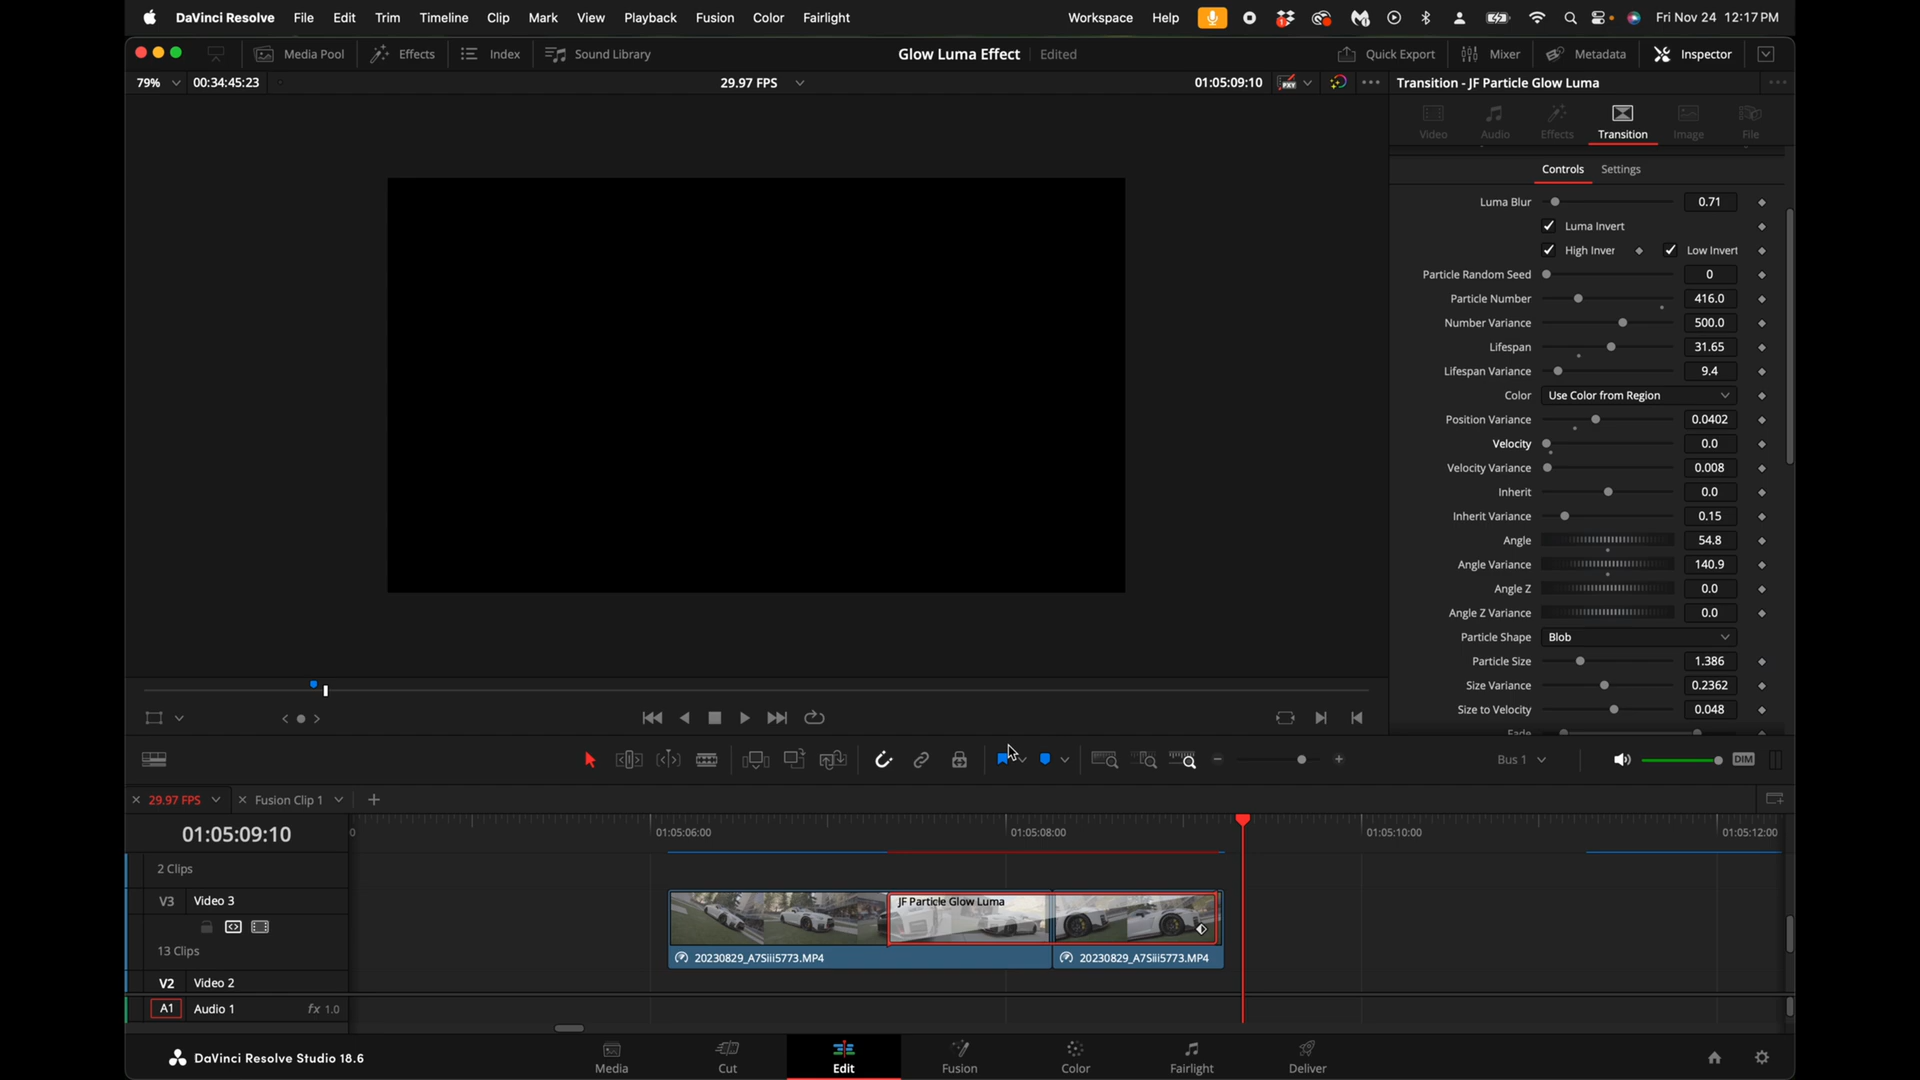 DaVinci Resolve File Edit Trim Timeline Clip Mark View Playback Fusion Color Fairlight Workspace Help Fri Nov 24 12:17 PM
Media Pool Effects Index Sound Library Glow Luma Effect Edited Quick Export Mixer Metadata Inspector
79% 00:34:45:23 29.97 FPS 01:05:09:10 Transition - JF Particle Glow Luma
Video Audio Effects Transition Image File
Controls Settings
Luma Blur 0.71
Luma Invert
High Inver Low Invert
Particle Random Seed 0
Particle Number 416.0
Number Variance 500.0
Lifespan 31.65
Lifespan Variance 9.4
Color Use Color from Region
Position Variance 0.0402
Velocity 0.0
Velocity Variance 0.008
Inherit 0.0
Inherit Variance 0.15
Angle 54.8
Angle Variance 140.9
Angle Z 0.0
Angle Z Variance 0.0
Particle Shape Blob
Particle Size 1.386
Size Variance 0.2362
Size to Velocity 0.048
Bus 1 DIM
29.97 FPS Fusion Clip 1
01:05:09:10 0 01:05:06:00 01:05:08:00 01:05:10:00 01:05:12:00
2 Clips
V3 Video 3 JF Particle Glow Luma
13 Clips 20230829_A7Siii5773.MP4 20230829_A7Siii5773.MP4
V2 Video 2
A1 Audio 1 fx 1.0
DaVinci Resolve Studio 18.6 Media Cut Edit Fusion Color Fairlight Deliver